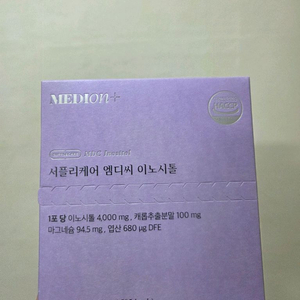 MEDIOn+
MDC Inositol
서플리케어 엠디씨 이노시톨
1포 당 이노시톨 4,000 mg, 캐롭추출분말 100 mg
마그네슘 94.5 mg, 엽산 680 μg DFE